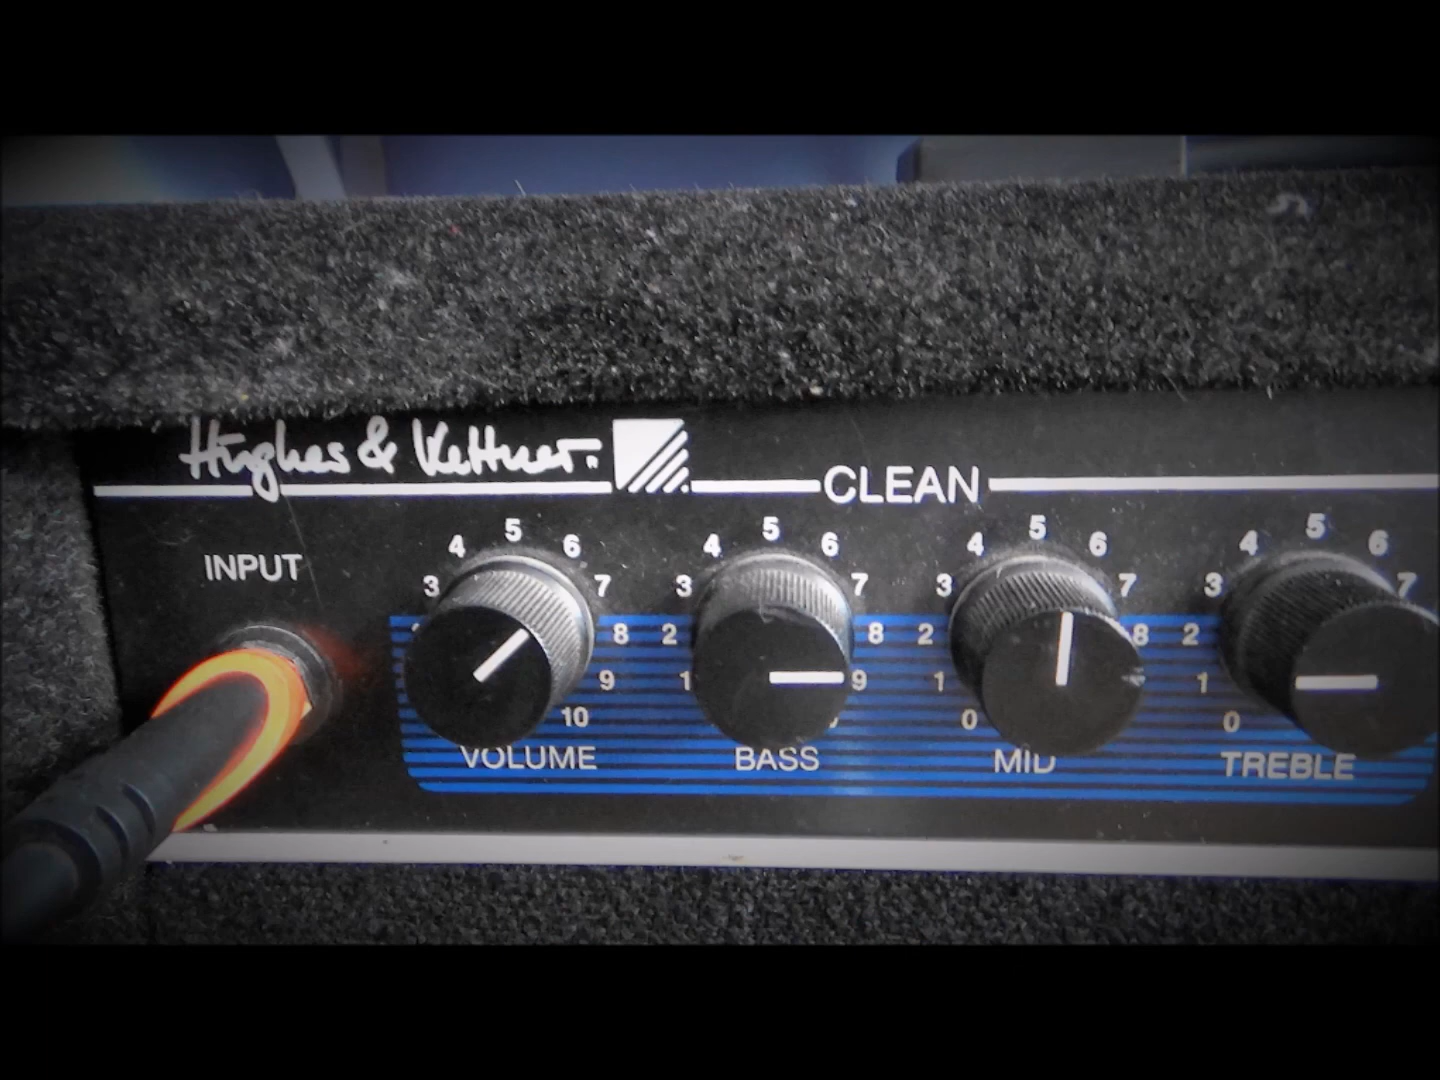 Hughes & Kettner.
CLEAN
INPUT
3 4 5 6 7 8 9 10
VOLUME
1 2 3 4 5 6 7 8 9
BASS
0 1 2 3 4 5 6 7 8
MID
0 1 2 3 4 5 6 7
TREBLE